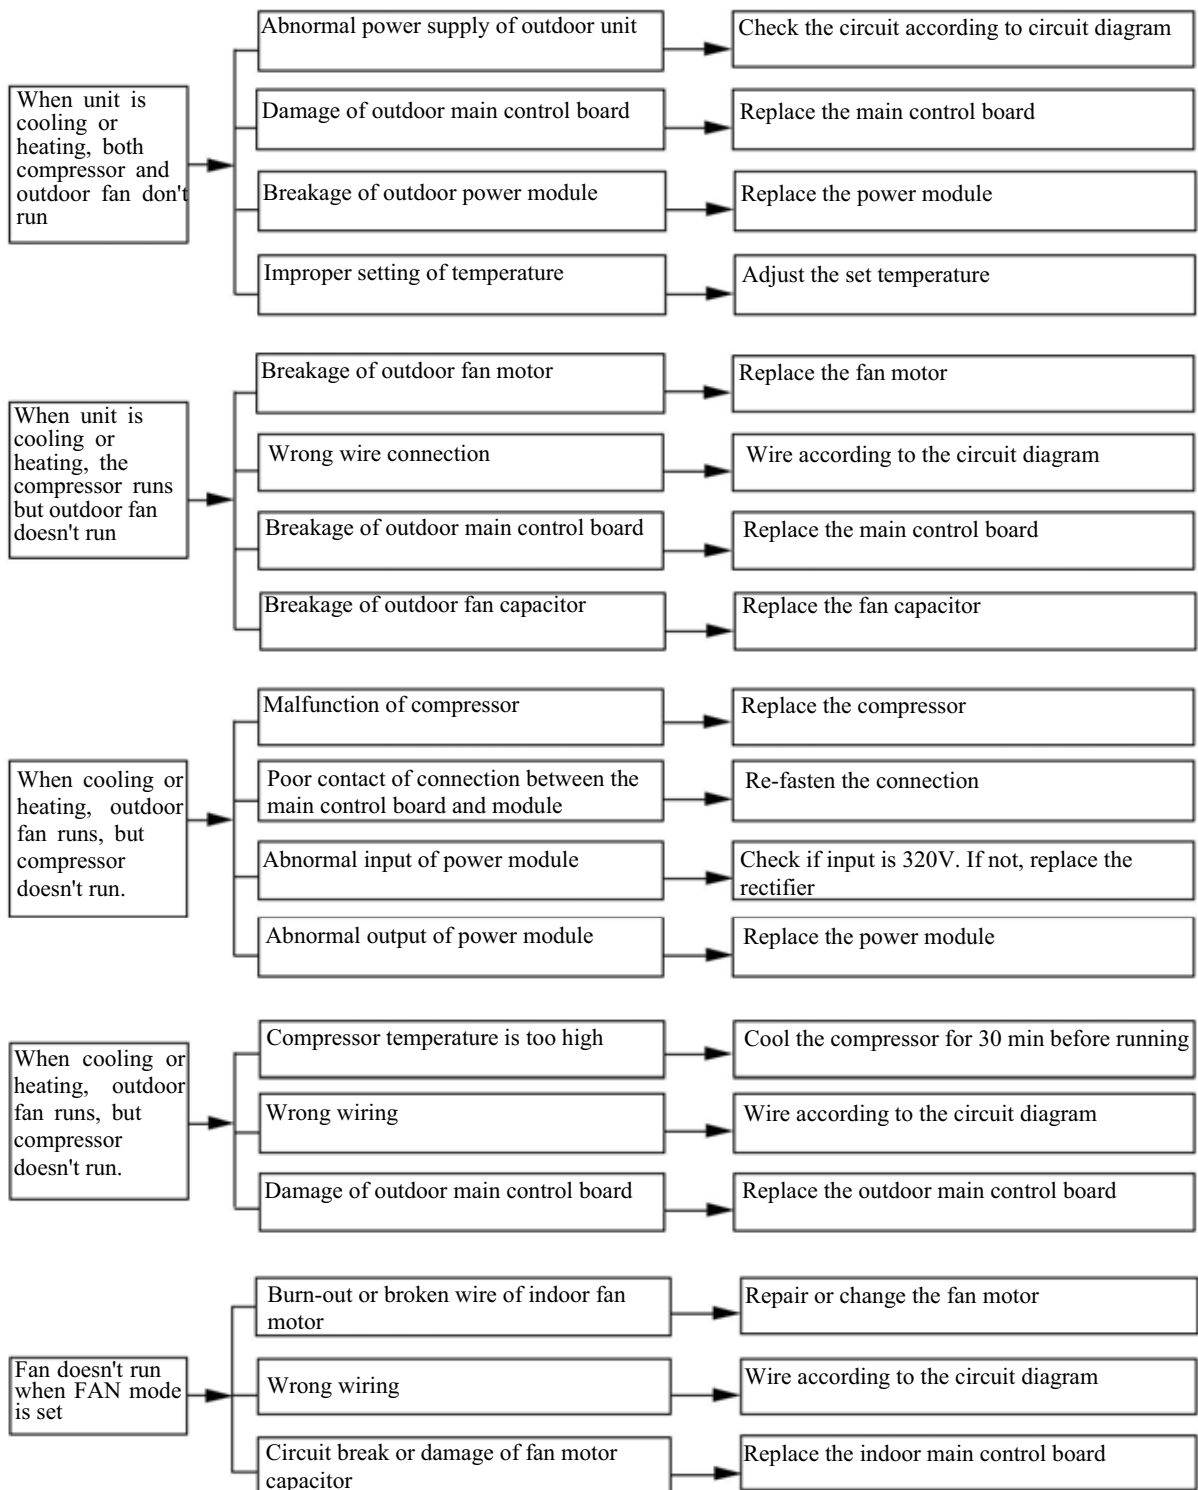 When unit is
cooling or
heating, both
compressor and
outdoor fan don't
run
Abnormal power supply of outdoor unit
Check the circuit according to circuit diagram
Damage of outdoor main control board
Replace the main control board
Breakage of outdoor power module
Replace the power module
Improper setting of temperature
Adjust the set temperature
When unit is
cooling or
heating, the
compressor runs
but outdoor fan
doesn't run
Breakage of outdoor fan motor
Replace the fan motor
Wrong wire connection
Wire according to the circuit diagram
Breakage of outdoor main control board
Replace the main control board
Breakage of outdoor fan capacitor
Replace the fan capacitor
When cooling or
heating, outdoor
fan runs, but
compressor
doesn't run.
Malfunction of compressor
Replace the compressor
Poor contact of connection between the
main control board and module
Re-fasten the connection
Abnormal input of power module
Check if input is 320V. If not, replace the
rectifier
Abnormal output of power module
Replace the power module
When cooling or
heating, outdoor
fan runs, but
compressor
doesn't run.
Compressor temperature is too high
Cool the compressor for 30 min before running
Wrong wiring
Wire according to the circuit diagram
Damage of outdoor main control board
Replace the outdoor main control board
Fan doesn't run
when FAN mode
is set
Burn-out or broken wire of indoor fan
motor
Repair or change the fan motor
Wrong wiring
Wire according to the circuit diagram
Circuit break or damage of fan motor
capacitor
Replace the indoor main control board